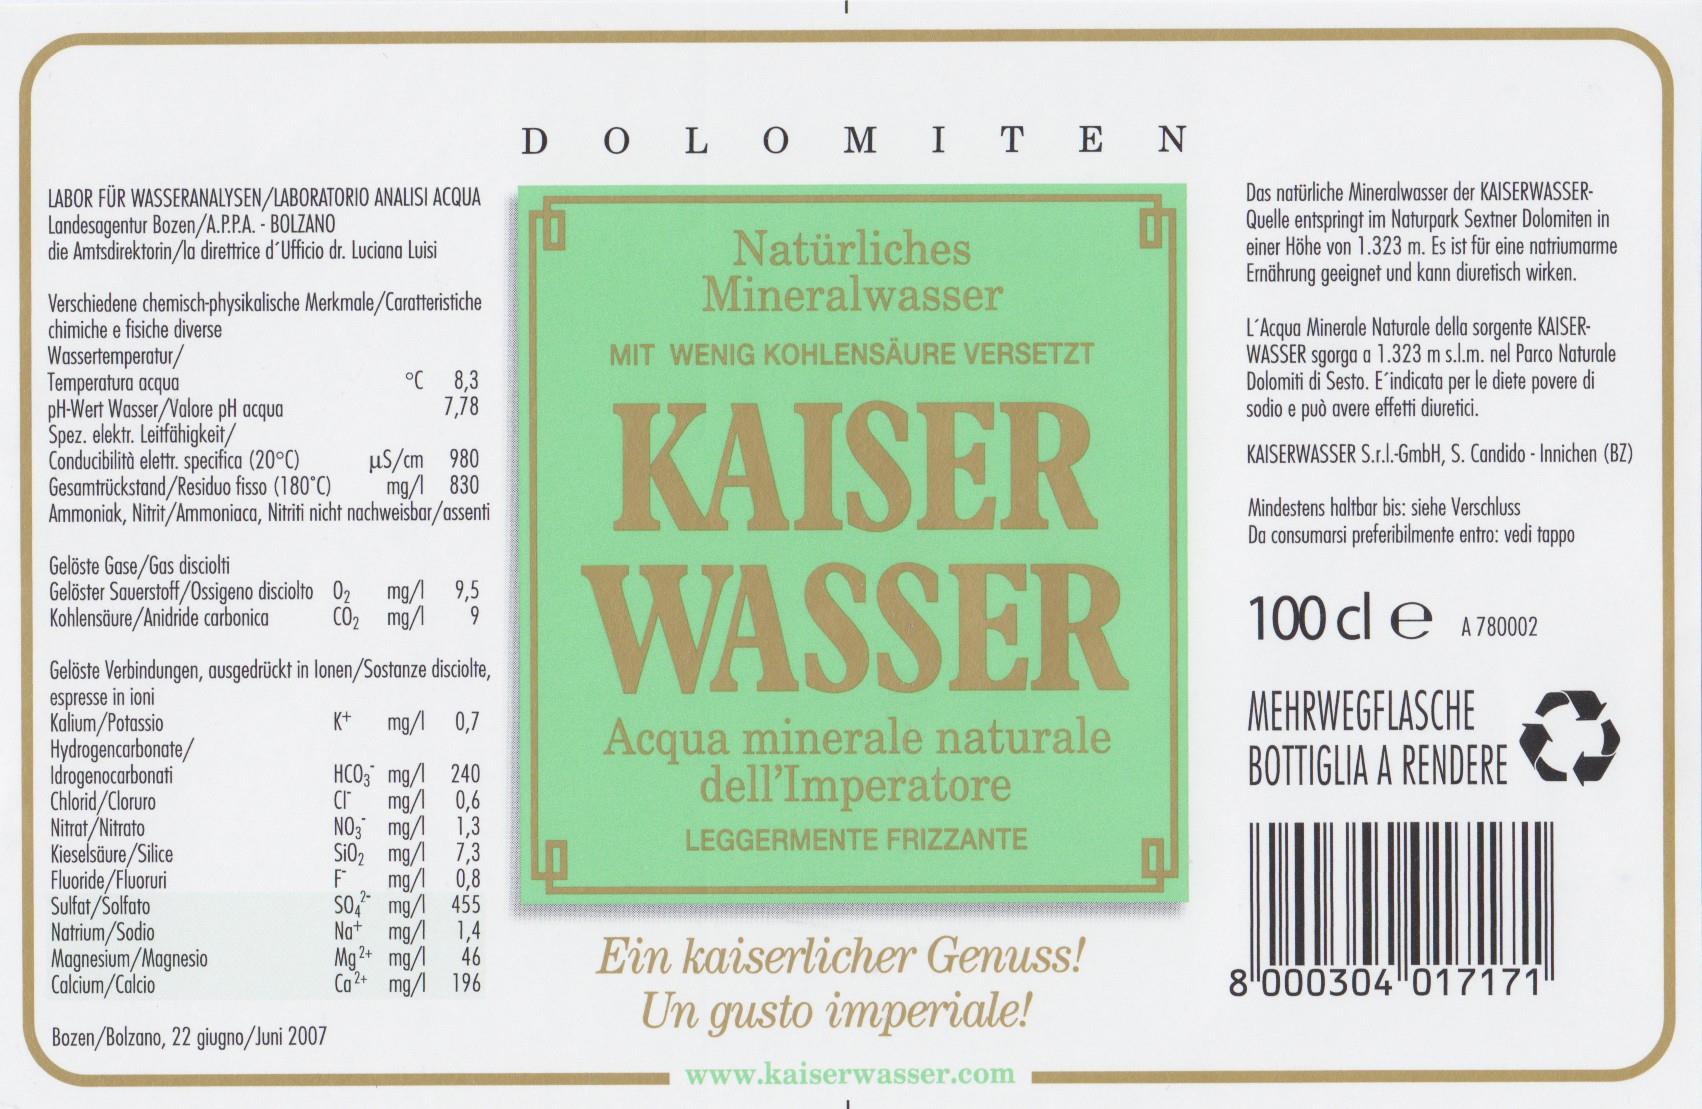 DOLOMITEN
LABOR FÜR WASSERANALYSEN/LABORATORIO ANALISI ACQUA
Landesagentur Bozen/A.P.P.A. - BOLZANO
die Amtsdirektorin/la direttrice d´Ufficio dr. Luciana Luisi
Verschiedene chemisch-physikalische Merkmale/Caratteristiche
chimiche e fisiche diverse
Wassertemperatur/
Temperatura acqua °C 8,3
pH-Wert Wasser/Valore pH acqua 7,78
Spez. elektr. Leitfähigkeit/
Conducibilità elettr. specifica (20°C) µS/cm 980
Gesamtrückstand/Residuo fisso (180°C) mg/l 830
Ammoniak, Nitrit/Ammoniaca, Nitriti nicht nachweisbar/assenti
Gelöste Gase/Gas disciolti
Gelöster Sauerstoff/Ossigeno disciolto O₂ mg/l 9,5
Kohlensäure/Anidride carbonica CO₂ mg/l 9
Gelöste Verbindungen, ausgedrückt in Ionen/Sostanze disciolte,
espresse in ioni
Kalium/Potassio K⁺ mg/l 0,7
Hydrogencarbonate/
Idrogenocarbonati HCO₃⁻ mg/l 240
Chlorid/Cloruro Cl⁻ mg/l 0,6
Nitrat/Nitrato NO₃⁻ mg/l 1,3
Kieselsäure/Silice SiO₂ mg/l 7,3
Fluoride/Fluoruri F⁻ mg/l 0,8
Sulfat/Solfato SO₄²⁻ mg/l 455
Natrium/Sodio Na⁺ mg/l 1,4
Magnesium/Magnesio Mg²⁺ mg/l 46
Calcium/Calcio Ca²⁺ mg/l 196
Bozen/Bolzano, 22 giugno/Juni 2007
Natürliches
Mineralwasser
MIT WENIG KOHLENSÄURE VERSETZT
KAISER
WASSER
Acqua minerale naturale
dell'Imperatore
LEGGERMENTE FRIZZANTE
Ein kaiserlicher Genuss!
Un gusto imperiale!
www.kaiserwasser.com
Das natürliche Mineralwasser der KAISERWASSER-
Quelle entspringt im Naturpark Sextner Dolomiten in
einer Höhe von 1.323 m. Es ist für eine natriumarme
Ernährung geeignet und kann diuretisch wirken.
L´Acqua Minerale Naturale della sorgente KAISER-
WASSER sgorga a 1.323 m s.l.m. nel Parco Naturale
Dolomiti di Sesto. E´indicata per le diete povere di
sodio e può avere effetti diuretici.
KAISERWASSER S.r.l.-GmbH, S. Candido - Innichen (BZ)
Mindestens haltbar bis: siehe Verschluss
Da consumarsi preferibilmente entro: vedi tappo
100 cl e A 780002
MEHRWEGFLASCHE
BOTTIGLIA A RENDERE
8 000304 017171